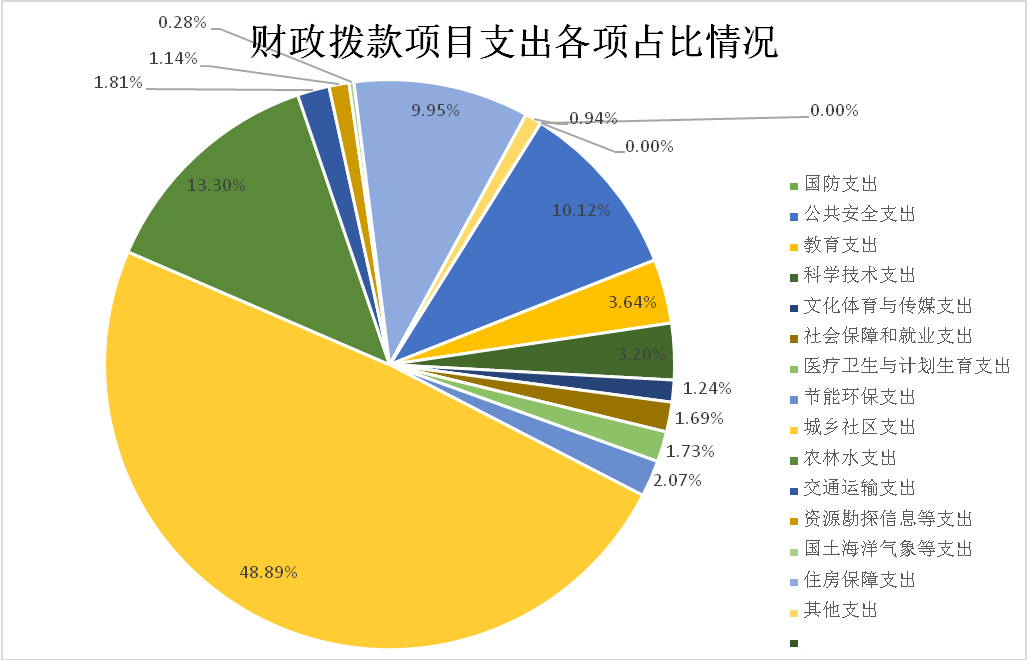 财政拨款项目支出各项占比情况
0.28%
1.14%
1.81%
9.95%
0.94%
0.00%
0.00%
13.30%
10.12%
3.64%
3.20%
1.24%
1.69%
1.73%
2.07%
48.89%
国防支出
公共安全支出
教育支出
科学技术支出
文化体育与传媒支出
社会保障和就业支出
医疗卫生与计划生育支出
节能环保支出
城乡社区支出
农林水支出
交通运输支出
资源勘探信息等支出
国土海洋气象等支出
住房保障支出
其他支出